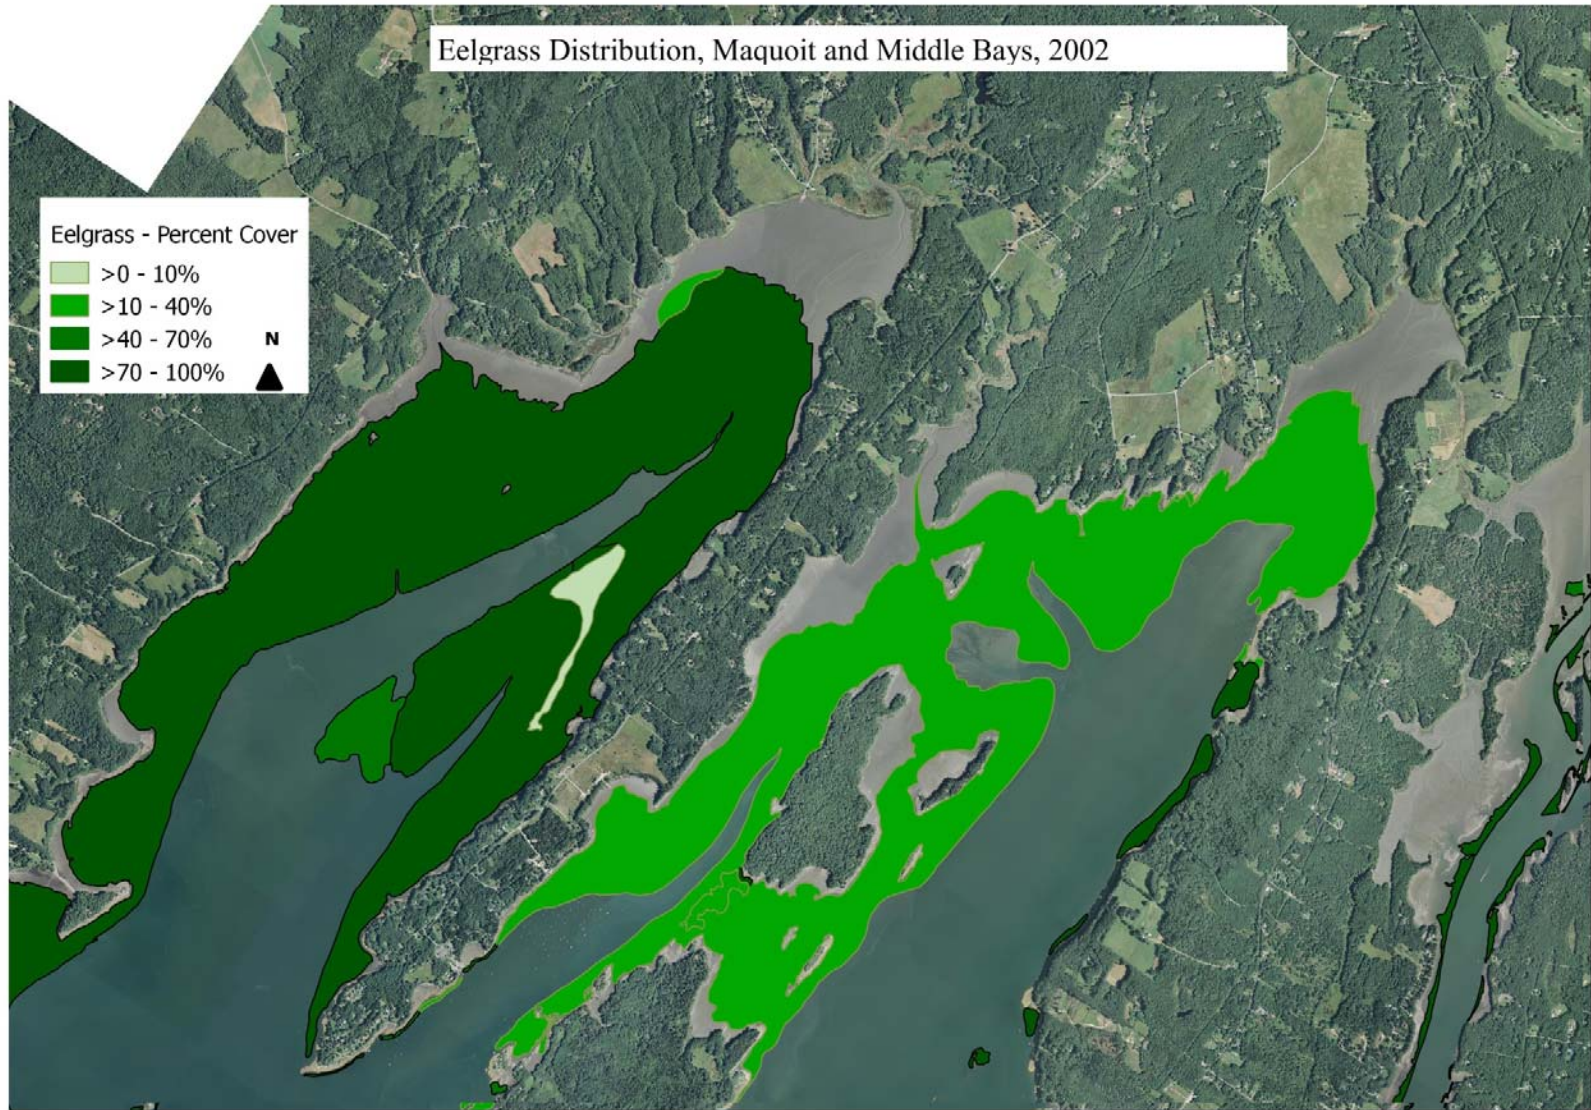 Eelgrass Distribution, Maquoit and Middle Bays, 2002
Eelgrass - Percent Cover
>0 - 10%
>10 - 40%
>40 - 70%
N
>70 - 100%